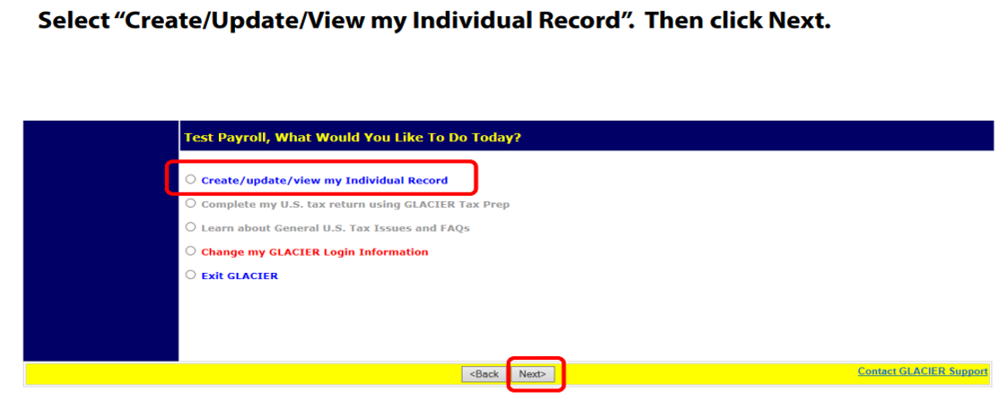 Select “Create/Update/View my Individual Record”. Then click Next.
Test Payroll, What Would You Like To Do Today?
Create/update/view my Individual Record
Complete my U.S. tax return using GLACIER Tax Prep
Learn about General U.S. Tax Issues and FAQs
Change my GLACIER Login Information
Exit GLACIER
<Back Next> Contact GLACIER Support